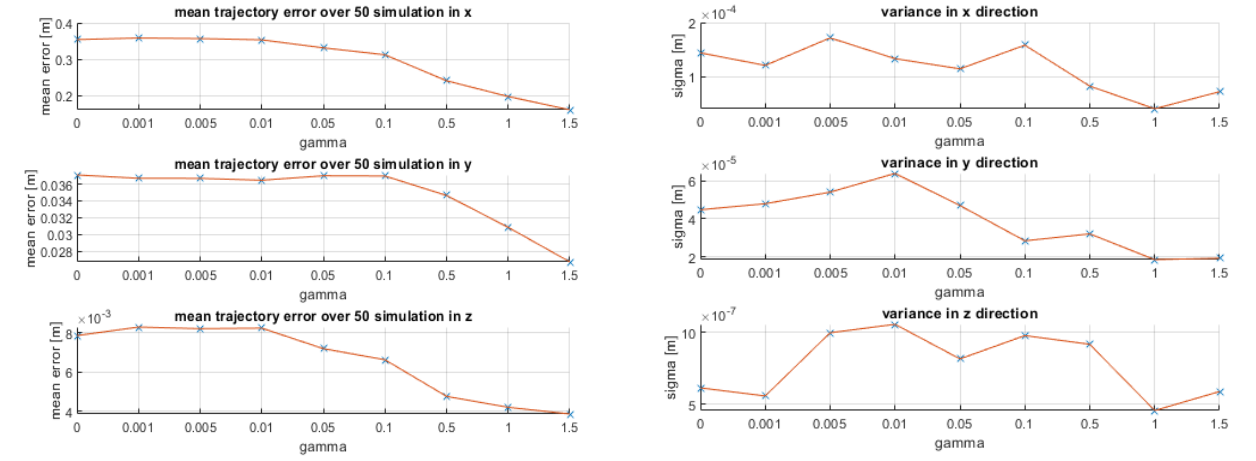 mean trajectory error over 50 simulation in x
mean error [m]
0.4
0.3
0.2
0 0.001 0.005 0.01 0.05 0.1 0.5 1 1.5
gamma
variance in x direction
×10-4
sigma [m]
2
1
0 0.001 0.005 0.01 0.05 0.1 0.5 1 1.5
gamma
mean trajectory error over 50 simulation in y
mean error [m]
0.036
0.034
0.032
0.03
0.028
0 0.001 0.005 0.01 0.05 0.1 0.5 1 1.5
gamma
varinace in y direction
×10-5
sigma [m]
6
4
2
0 0.001 0.005 0.01 0.05 0.1 0.5 1 1.5
gamma
mean trajectory error over 50 simulation in z
×10-3
mean error [m]
8
6
4
0 0.001 0.005 0.01 0.05 0.1 0.5 1 1.5
gamma
variance in z direction
×10-7
sigma [m]
10
5
0 0.001 0.005 0.01 0.05 0.1 0.5 1 1.5
gamma